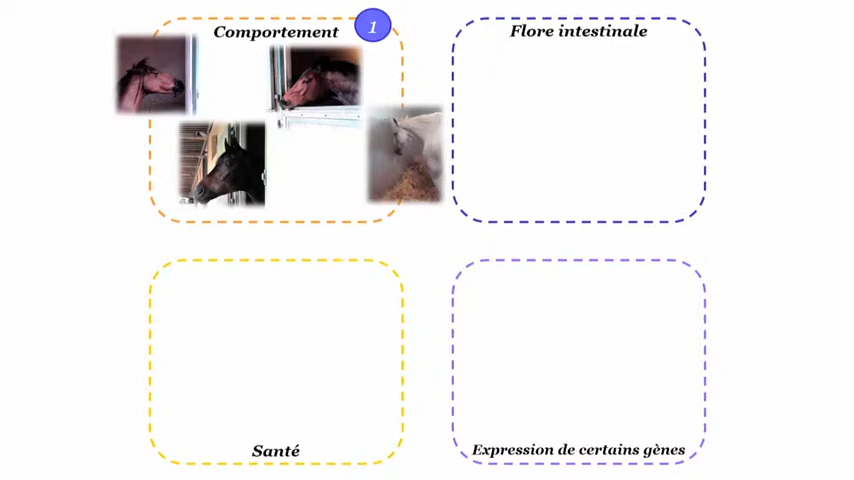 Comportement
1
Flore intestinale
Santé
Expression de certains gènes